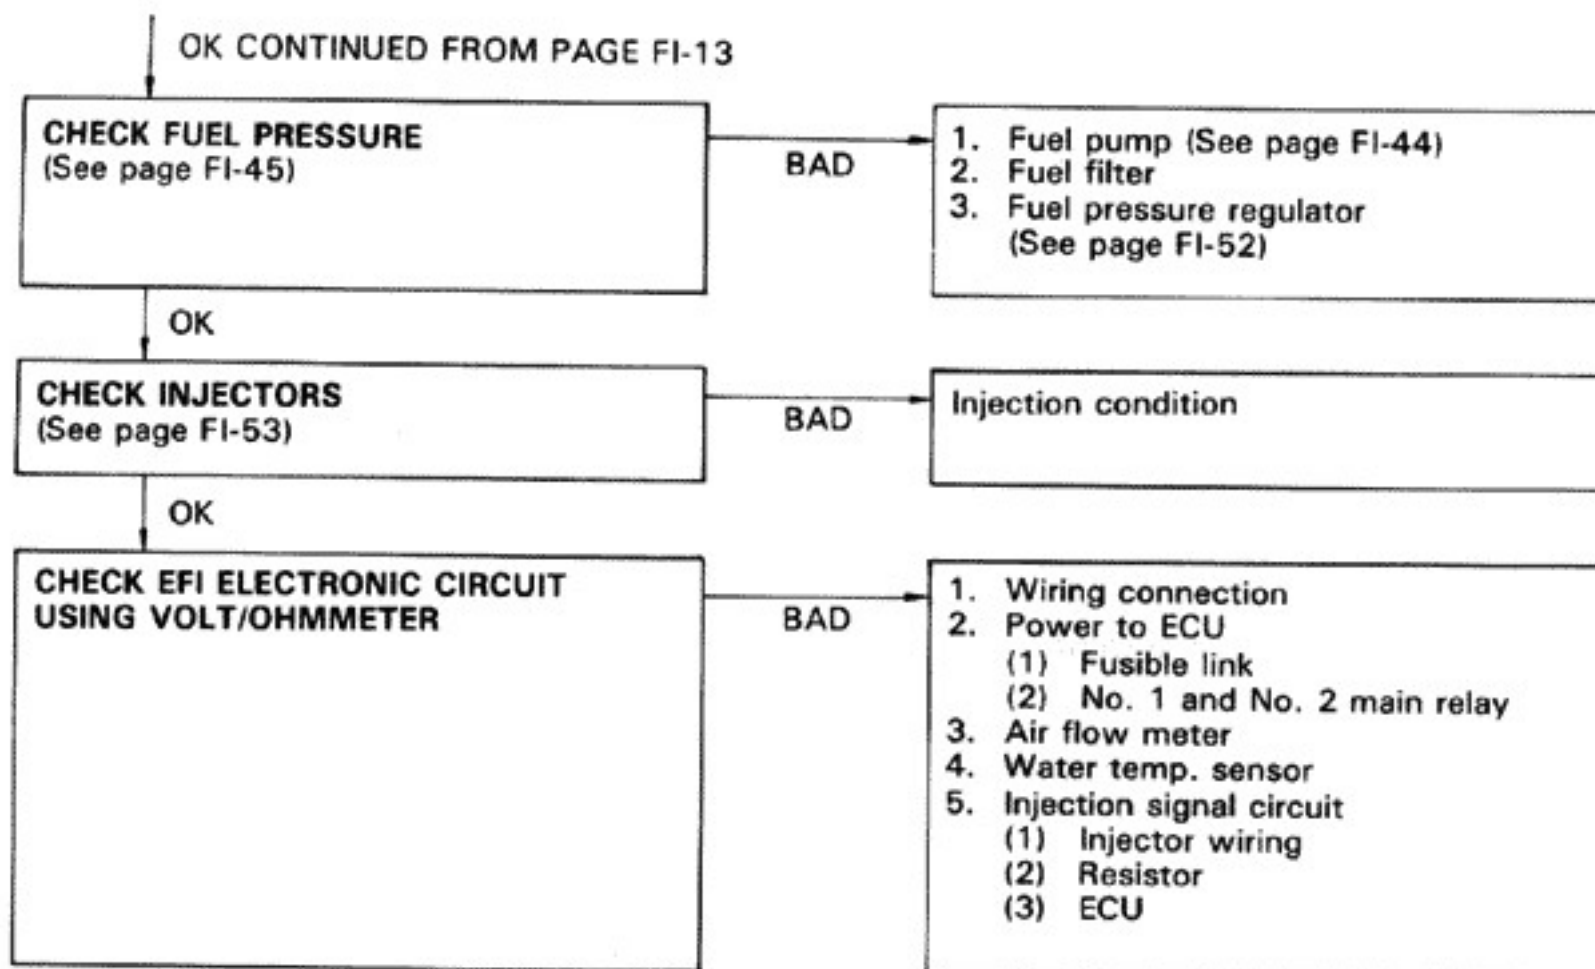 OK CONTINUED FROM PAGE FI-13
CHECK FUEL PRESSURE
(See page FI-45)
BAD
1. Fuel pump (See page FI-44)
2. Fuel filter
3. Fuel pressure regulator
(See page FI-52)
OK
CHECK INJECTORS
(See page FI-53)
BAD
Injection condition
OK
CHECK EFI ELECTRONIC CIRCUIT
USING VOLT/OHMMETER
BAD
1. Wiring connection
2. Power to ECU
(1) Fusible link
(2) No. 1 and No. 2 main relay
3. Air flow meter
4. Water temp. sensor
5. Injection signal circuit
(1) Injector wiring
(2) Resistor
(3) ECU